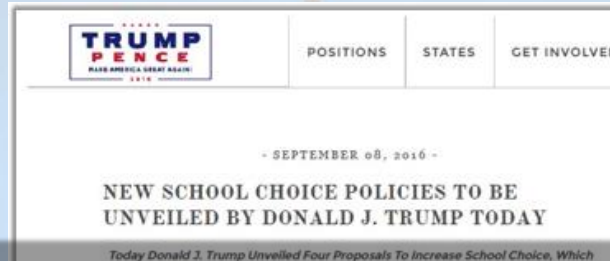 TRUMP
PENCE
MAKE AMERICA GREAT AGAIN!
2016
POSITIONS
STATES
GET INVOLVE
- SEPTEMBER 08, 2016 -
NEW SCHOOL CHOICE POLICIES TO BE
UNVEILED BY DONALD J. TRUMP TODAY
Today Donald J. Trump Unveiled Four Proposals To Increase School Choice, Which